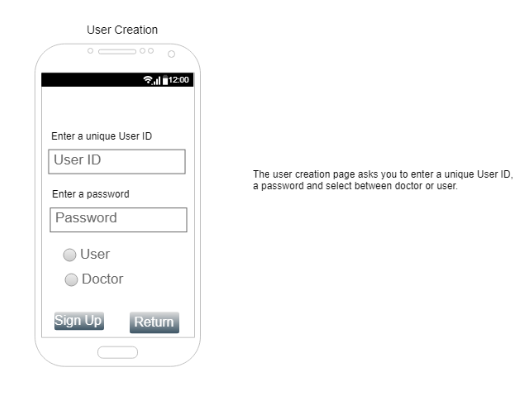 User Creation
12:00
Enter a unique User ID
User ID
Enter a password
Password
User
Doctor
Sign Up
Return
The user creation page asks you to enter a unique User ID,
a password and select between doctor or user.